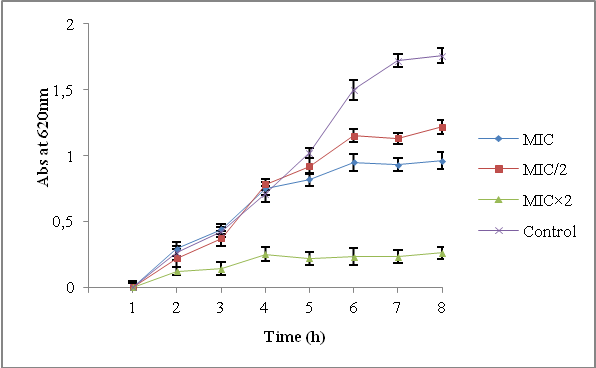 2
1,5
1
0,5
0
Abs at 620nm
1 2 3 4 5 6 7 8
Time (h)
MIC
MIC/2
MIC×2
Control